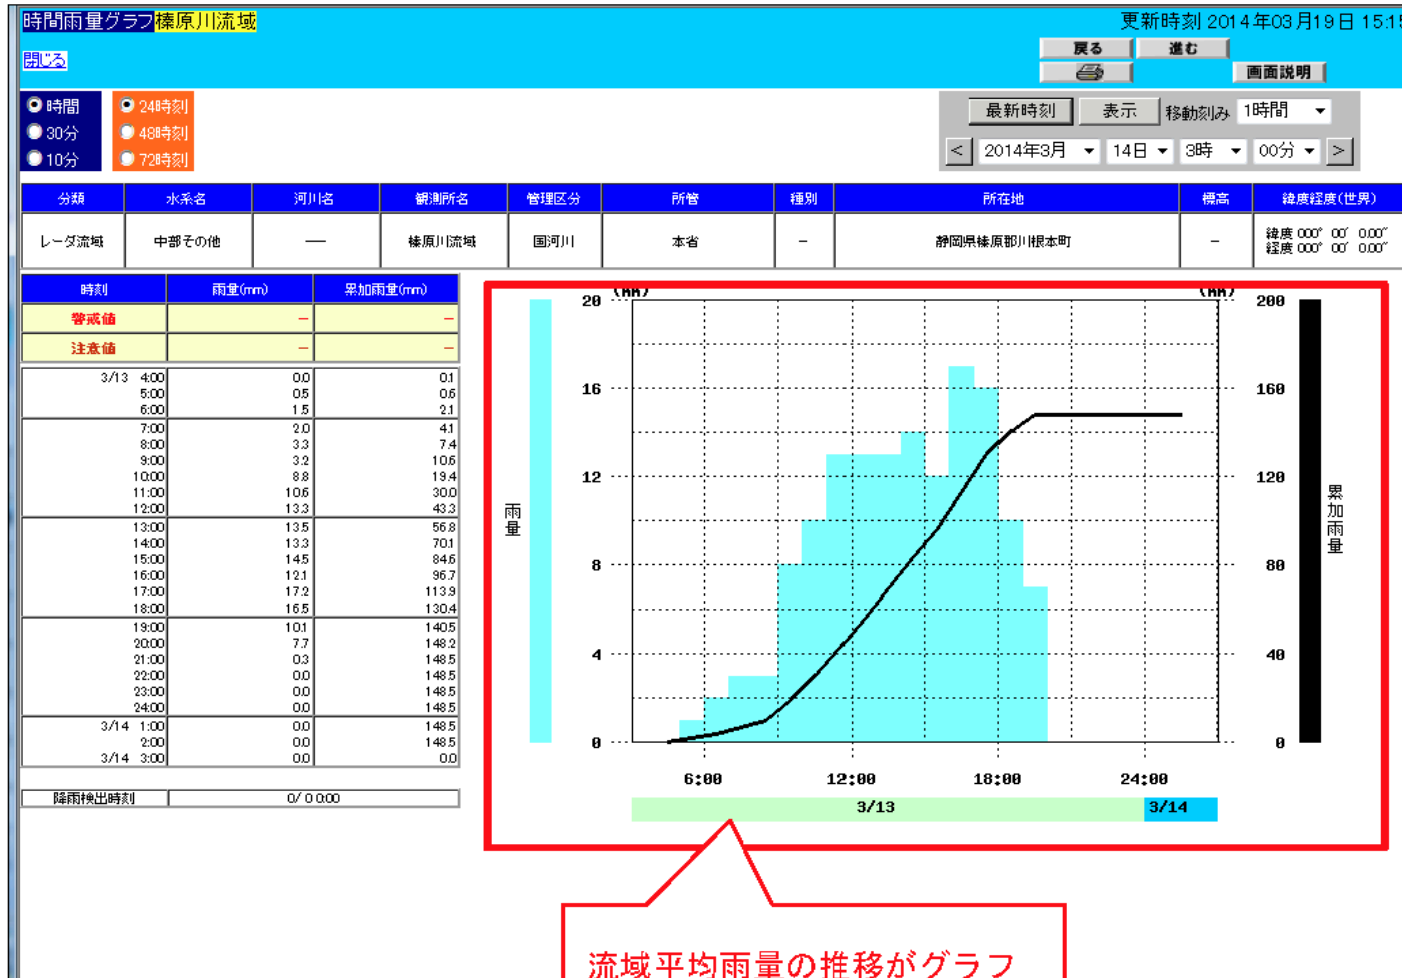 時間雨量グラフ榛原川流域
更新時刻 2014年03月19日 15:15
閉じる
戻る 進む
画面説明
時間 24時刻
30分 48時刻
10分 72時刻
最新時刻 表示 移動刻み 1時間
< 2014年3月 14日 3時 00分 >
分類 水系名 河川名 観測所名 管理区分 所管 種別 所在地 標高 緯度経度(世界)
レーダ流域 中部その他 ── 榛原川流域 国河川 本省 − 静岡県榛原郡川根本町 − 緯度 000° 00′ 0.00″
経度 000° 00′ 0.00″
時刻 雨量(mm) 累加雨量(mm)
警戒値 − −
注意値 − −
3/13 4:00 0.0 0.1
5:00 0.5 0.6
6:00 1.5 2.1
7:00 2.0 4.1
8:00 3.3 7.4
9:00 3.2 10.6
10:00 8.8 19.4
11:00 10.6 30.0
12:00 13.3 43.3
13:00 13.5 56.8
14:00 13.3 70.1
15:00 14.5 84.6
16:00 12.1 96.7
17:00 17.2 113.9
18:00 16.5 130.4
19:00 10.1 140.5
20:00 7.7 148.2
21:00 0.3 148.5
22:00 0.0 148.5
23:00 0.0 148.5
24:00 0.0 148.5
3/14 1:00 0.0 148.5
2:00 0.0 148.5
3/14 3:00 0.0 0.0
降雨検出時刻 0/ 0 0:00
(mm) (mm)
20 200
16 160
12 120
8 80
4 40
0 0
雨量
累加雨量
6:00 12:00 18:00 24:00
3/13 3/14
流域平均雨量の推移がグラフ